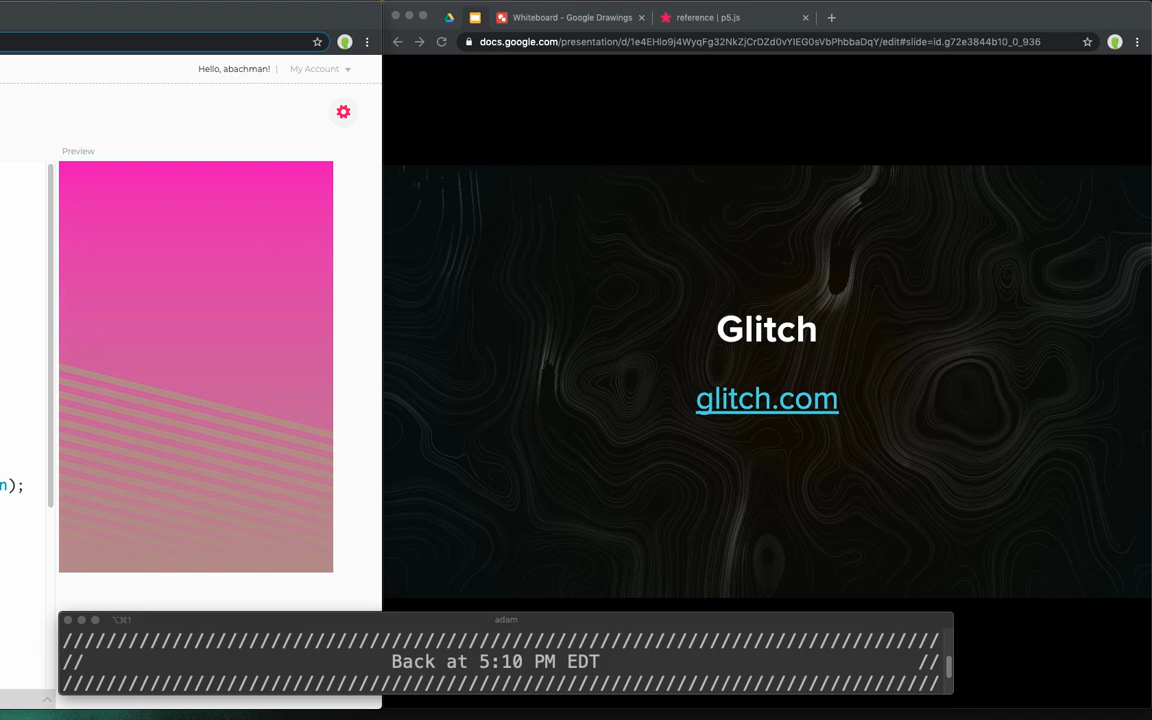 Whiteboard - Google Drawings
reference | p5.js
docs.google.com/presentation/d/1e4EHlo9j4WyqFg32NkZjCrDZd0vYIEG0sVbPhbbaDqY/edit#slide=id.g72e3844b10_0_936
Hello, abachman! |
My Account
Preview
n);
Glitch
glitch.com
⌥⌘1
adam
////////////////////////////////////////////////////////////////////////////////
// Back at 5:10 PM EDT //
////////////////////////////////////////////////////////////////////////////////